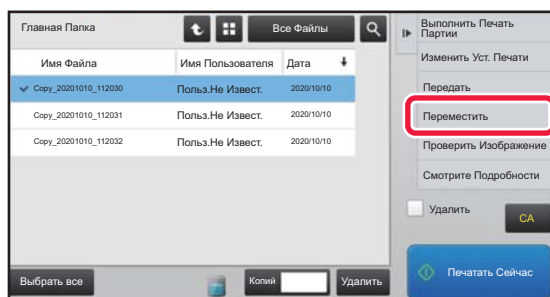 Главная Папка
Все Файлы
Имя Файла Имя Пользователя Дата
Copy_20201010_112030 Польз.Не Извест. 2020/10/10
Copy_20201010_112031 Польз.Не Извест. 2020/10/10
Copy_20201010_112032 Польз.Не Извест. 2020/10/10
Выбрать все
Копий
Удалить
Выполнить Печать
Партии
Изменить Уст. Печати
Передать
Переместить
Проверить Изображение
Смотрите Подробности
Удалить
CA
Печатать Сейчас